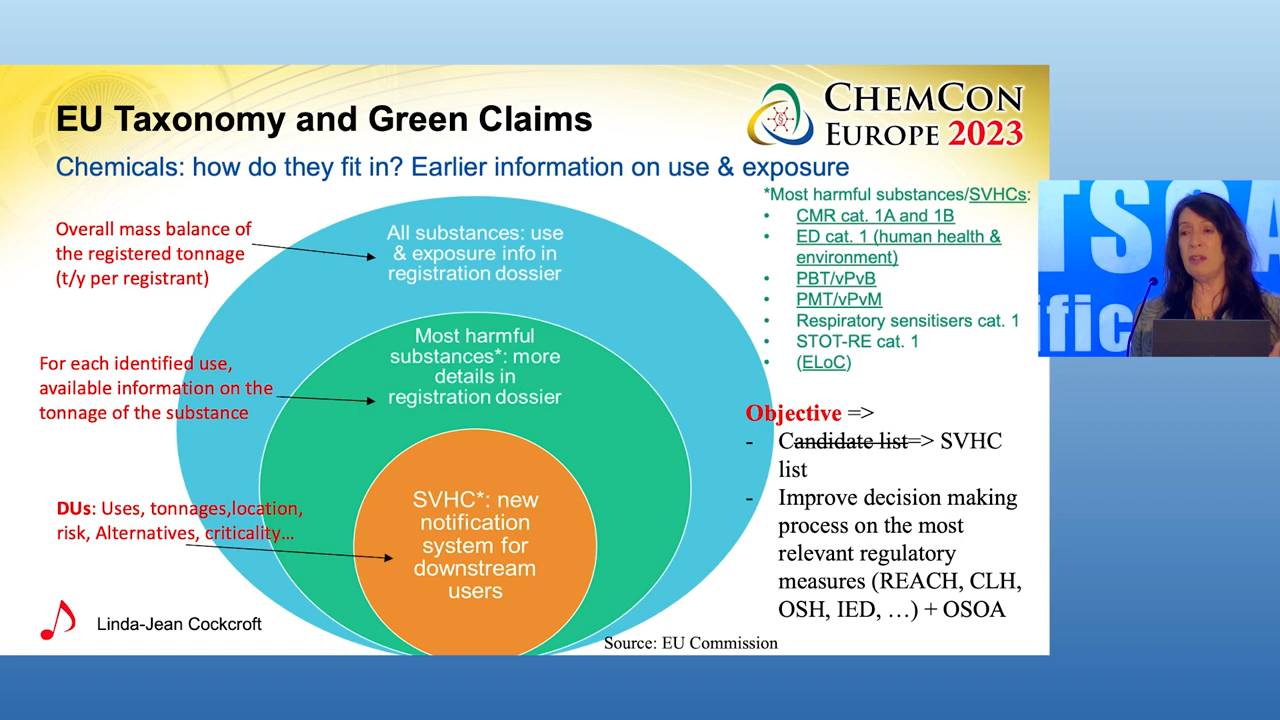 EU Taxonomy and Green Claims
CHEMCON
EUROPE 2023
Chemicals: how do they fit in? Earlier information on use & exposure
Overall mass balance of
the registered tonnage
(t/y per registrant)
All substances: use
& exposure info in
registration dossier
For each identified use,
available information on the
tonnage of the substance
Most harmful
substances*: more
details in
registration dossier
DUs: Uses, tonnages,location,
risk, Alternatives, criticality...
SVHC*: new
notification
system for
downstream
users
*Most harmful substances/SVHCs:
• CMR cat. 1A and 1B
• ED cat. 1 (human health &
environment)
• PBT/vPvB
• PMT/vPvM
• Respiratory sensitisers cat. 1
• STOT-RE cat. 1
• (ELoC)
Objective =>
- Candidate list=> SVHC
list
- Improve decision making
process on the most
relevant regulatory
measures (REACH, CLH,
OSH, IED, …) + OSOA
Linda-Jean Cockcroft
Source: EU Commission